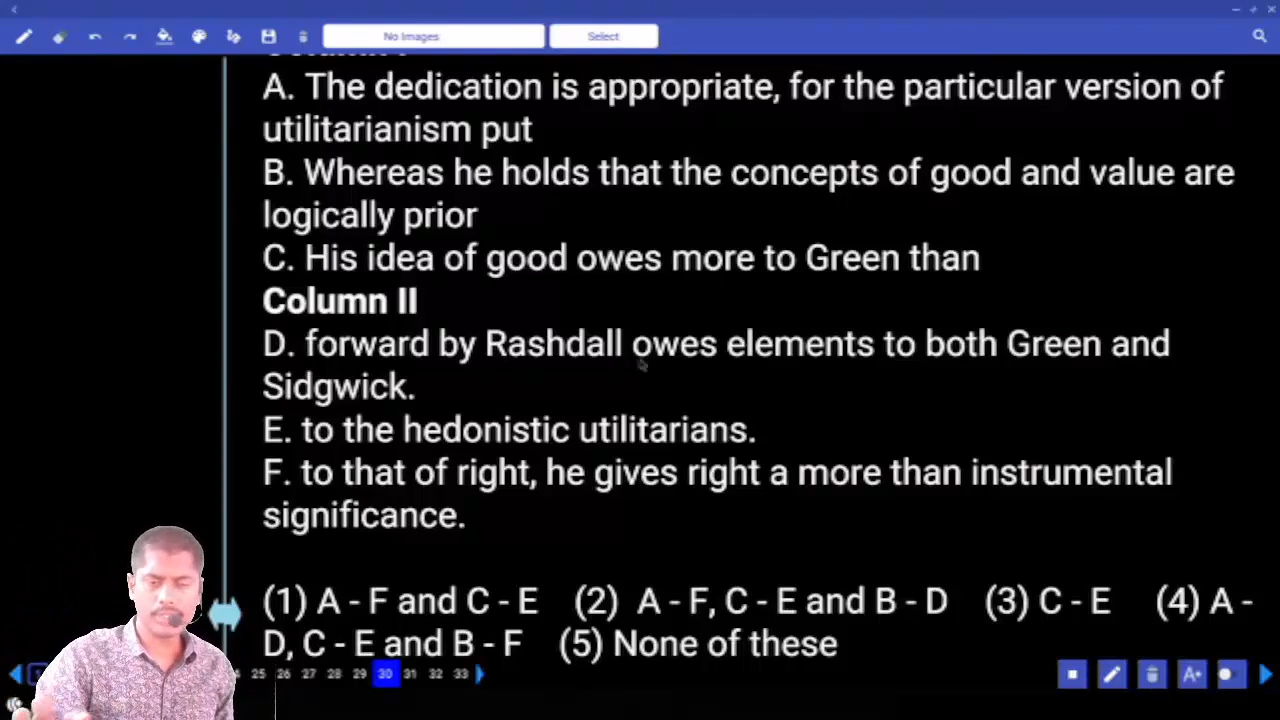 No Images
Select
A. The dedication is appropriate, for the particular version of
utilitarianism put
B. Whereas he holds that the concepts of good and value are
logically prior
C. His idea of good owes more to Green than
Column II
D. forward by Rashdall owes elements to both Green and
Sidgwick.
E. to the hedonistic utilitarians.
F. to that of right, he gives right a more than instrumental
significance.
(1) A - F and C - E (2) A - F, C - E and B - D (3) C - E (4) A -
D, C - E and B - F (5) None of these
25 26 27 28 29 30 31 32 33
A+